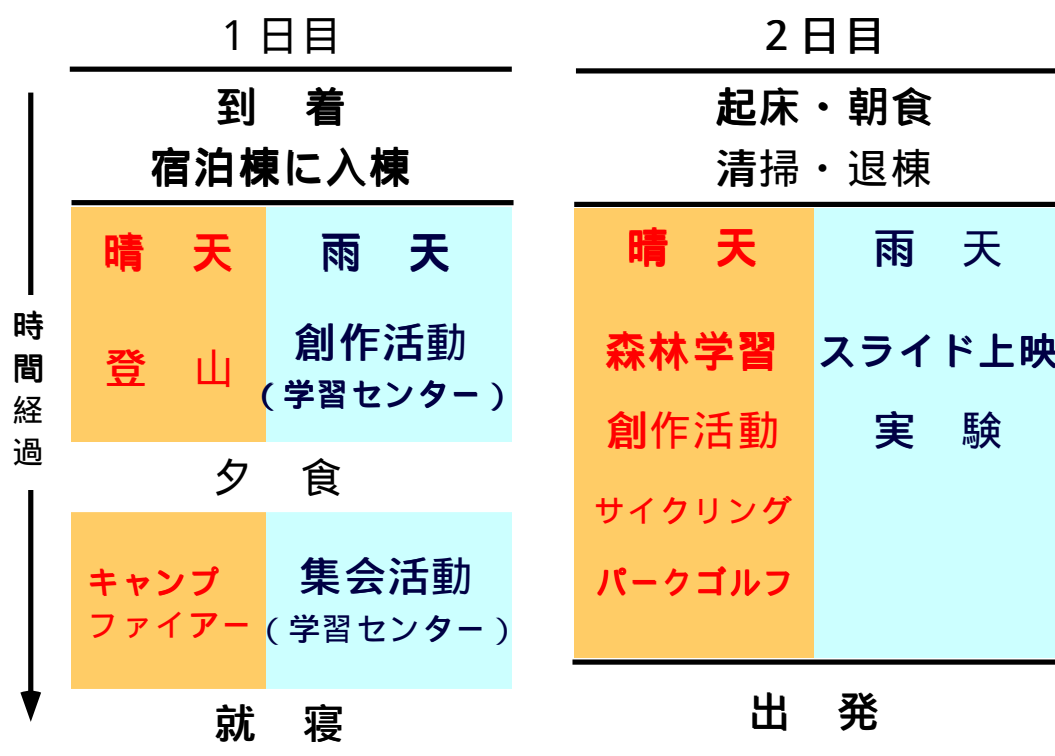 1日目
到　着
宿泊棟に入棟
晴　天
雨　天
登　山
創作活動
(学習センター)
夕　食
キャンプ
ファイアー
集会活動
(学習センター)
就　寝
時間経過
2日目
起床・朝食
清掃・退棟
晴　天
雨　天
森林学習
スライド上映
創作活動
実　験
サイクリング
パークゴルフ
出　発